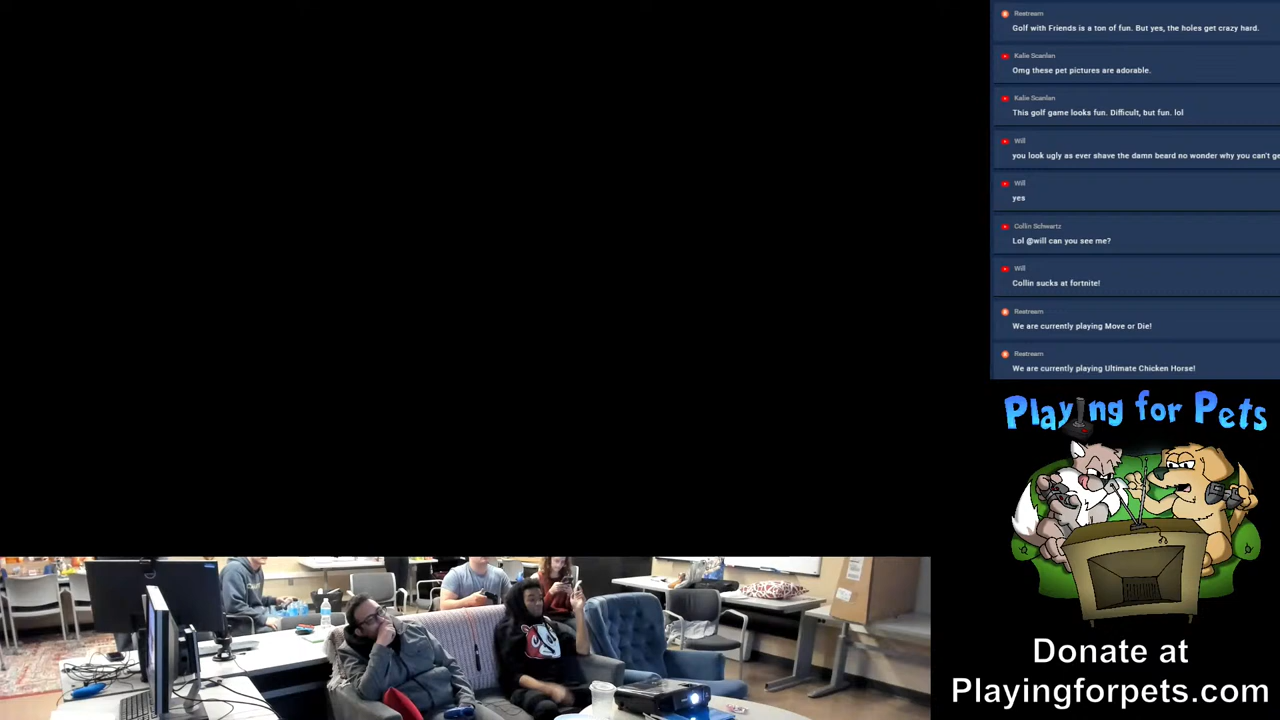 Restream
Golf with Friends is a ton of fun. But yes, the holes get crazy hard.
Kalie Scanlan
Omg these pet pictures are adorable.
Kalie Scanlan
This golf game looks fun. Difficult, but fun. lol
Will
you look ugly as ever shave the damn beard no wonder why you can't ge
Will
yes
Collin Schwartz
Lol @will can you see me?
Will
Collin sucks at fortnite!
Restream
We are currently playing Move or Die!
Restream
We are currently playing Ultimate Chicken Horse!
Playing for Pets
Donate at
Playingforpets.com